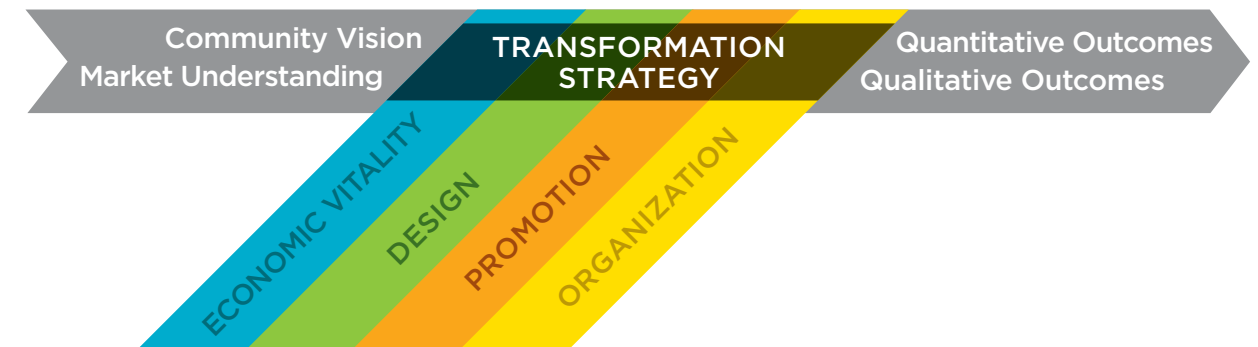 Community Vision
Market Understanding
TRANSFORMATION
STRATEGY
Quantitative Outcomes
Qualitative Outcomes
ECONOMIC VITALITY
DESIGN
PROMOTION
ORGANIZATION